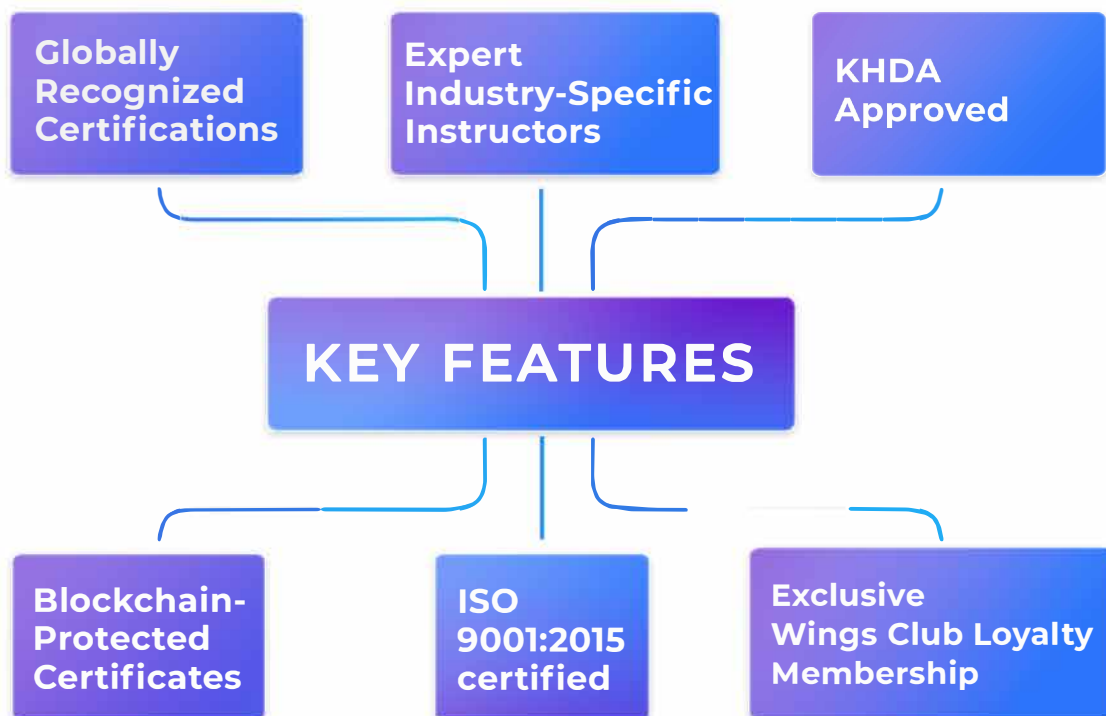 Globally
Recognized
Certifications
Expert
Industry-Specific
Instructors
KHDA
Approved
KEY FEATURES
Blockchain-
Protected
Certificates
ISO
9001:2015
certified
Exclusive
Wings Club Loyalty
Membership